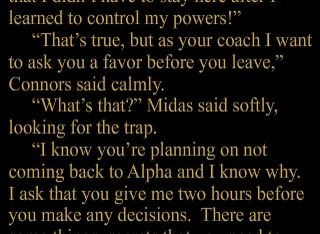 that I didn't have to stay here after I
learned to control my powers!”
“That’s true, but as your coach I want
to ask you a favor before you leave,”
Connors said calmly.
“What’s that?” Midas said softly,
looking for the trap.
“I know you’re planning on not
coming back to Alpha and I know why.
I ask that you give me two hours before
you make any decisions.  There are